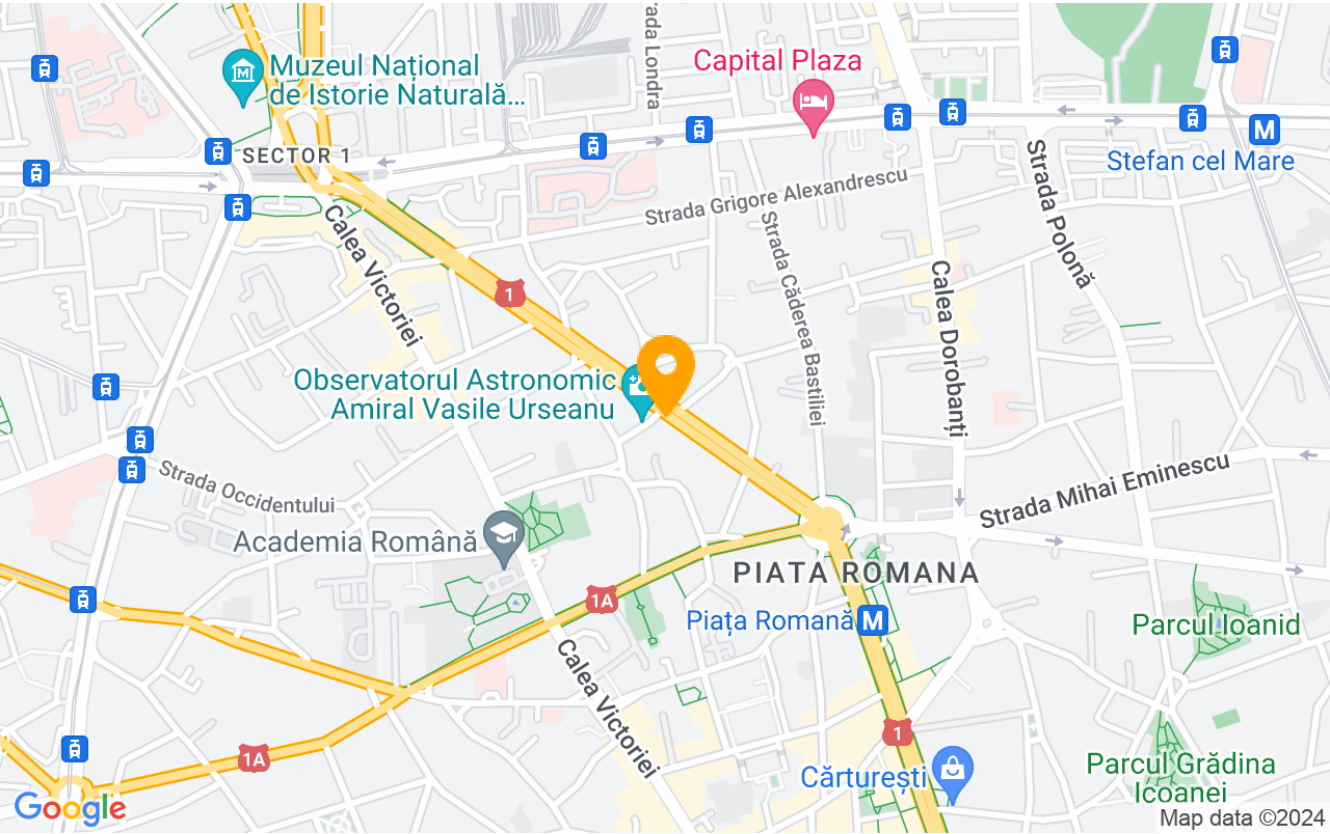 ada Londra
Capital Plaza
Muzeul Național
de Istorie Naturală...
M
SECTOR 1
M
Stefan cel Mare
Strada Grigore Alexandrescu
Strada Polonă
Calea Victoriei
Strada Căderea Bastiliei
Calea Dorobanți
1
Observatorul Astronomic
Amiral Vasile Urseanu
Strada Occidentului
Strada Mihai Eminescu
Academia Română
PIATA ROMANA
1A
Piața Romană
M
Parcul Ioanid
Calea Victoriei
1
1A
Cărturești
Parcul Grădina
Icoanei
Google
Map data ©2024